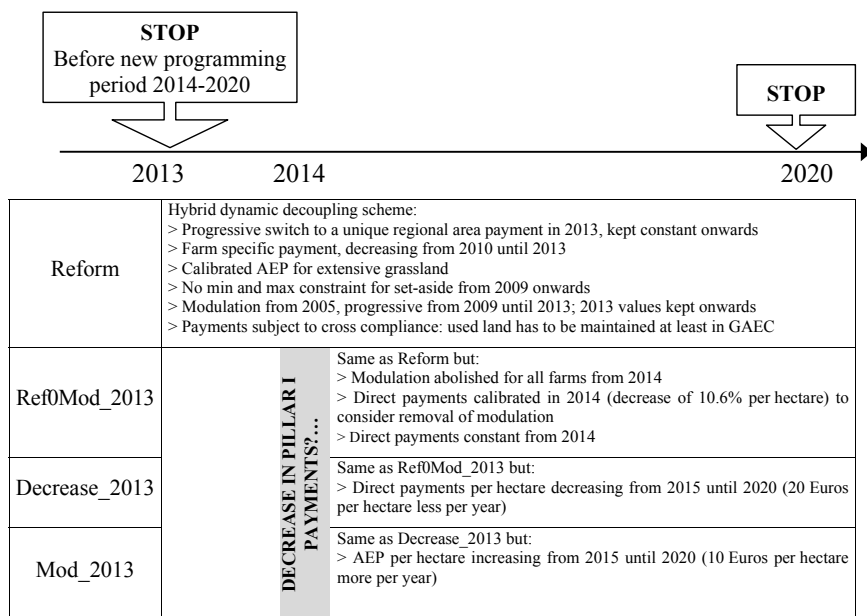 STOP
Before new programming
period 2014-2020
STOP
2013
2014
2020
Reform
Hybrid dynamic decoupling scheme:
> Progressive switch to a unique regional area payment in 2013, kept constant onwards
> Farm specific payment, decreasing from 2010 until 2013
> Calibrated AEP for extensive grassland
> No min and max constraint for set-aside from 2009 onwards
> Modulation from 2005, progressive from 2009 until 2013; 2013 values kept onwards
> Payments subject to cross compliance: used land has to be maintained at least in GAEC
DECREASE IN PILLAR I
PAYMENTS?…
Ref0Mod_2013
Same as Reform but:
> Modulation abolished for all farms from 2014
> Direct payments calibrated in 2014 (decrease of 10.6% per hectare) to
consider removal of modulation
> Direct payments constant from 2014
Decrease_2013
Same as Ref0Mod_2013 but:
> Direct payments per hectare decreasing from 2015 until 2020 (20 Euros
per hectare less per year)
Mod_2013
Same as Decrease_2013 but:
> AEP per hectare increasing from 2015 until 2020 (10 Euros per hectare
more per year)